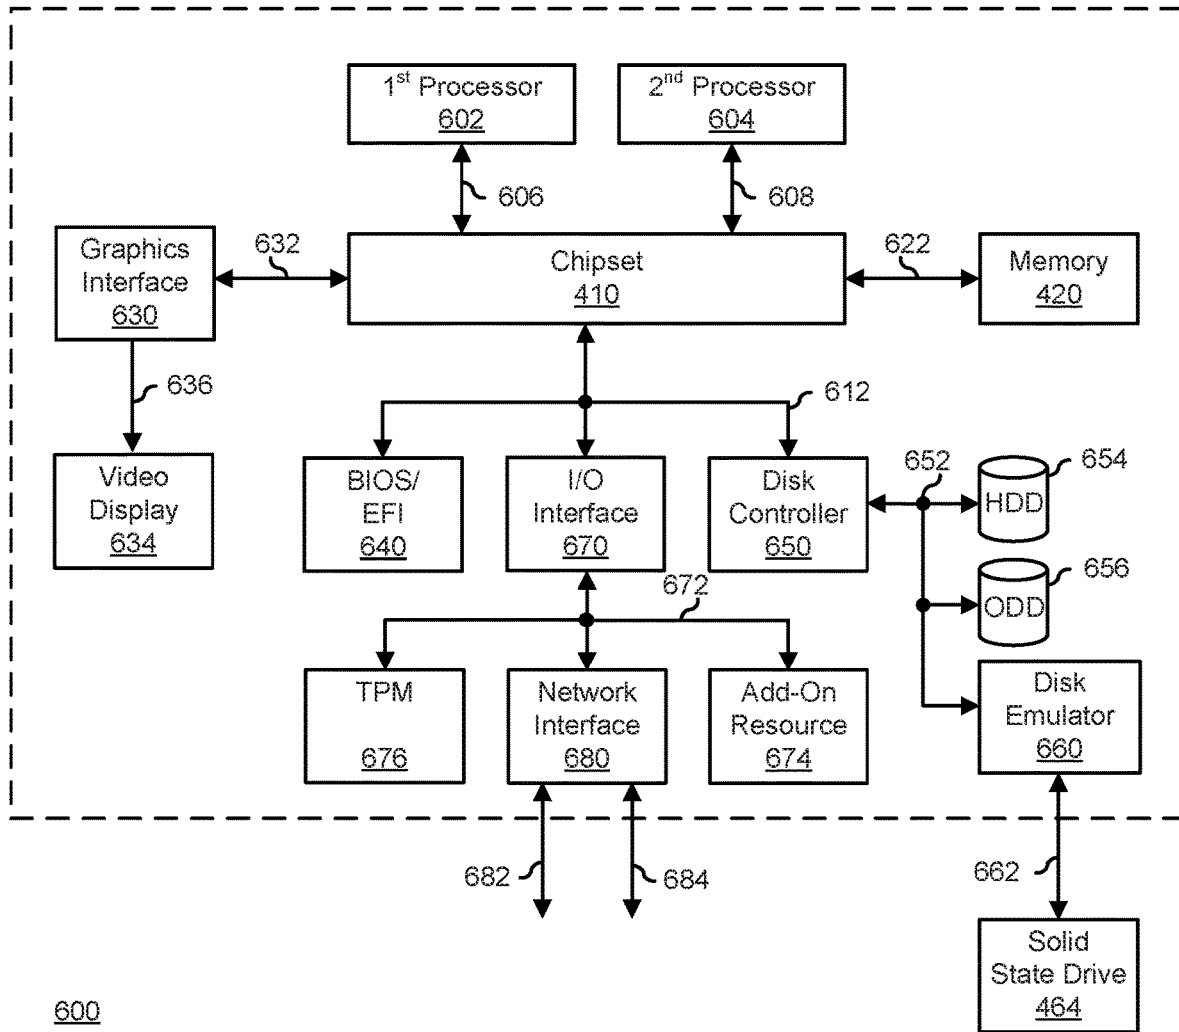 1st Processor
602
2nd Processor
604
606
608
Graphics
Interface
630
632
Chipset
410
622
Memory
420
636
612
Video
Display
634
BIOS/
EFI
640
I/O
Interface
670
Disk
Controller
650
652
HDD
654
ODD
656
672
TPM
676
Network
Interface
680
Add-On
Resource
674
Disk
Emulator
660
682
684
662
Solid
State Drive
464
600